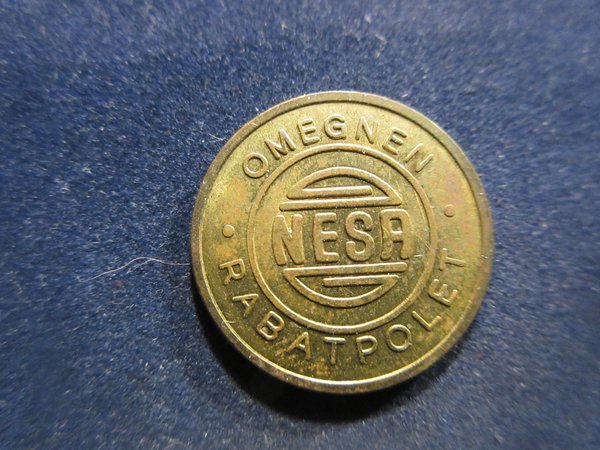 OMEGNEN
NESA
• RABATPOLET •